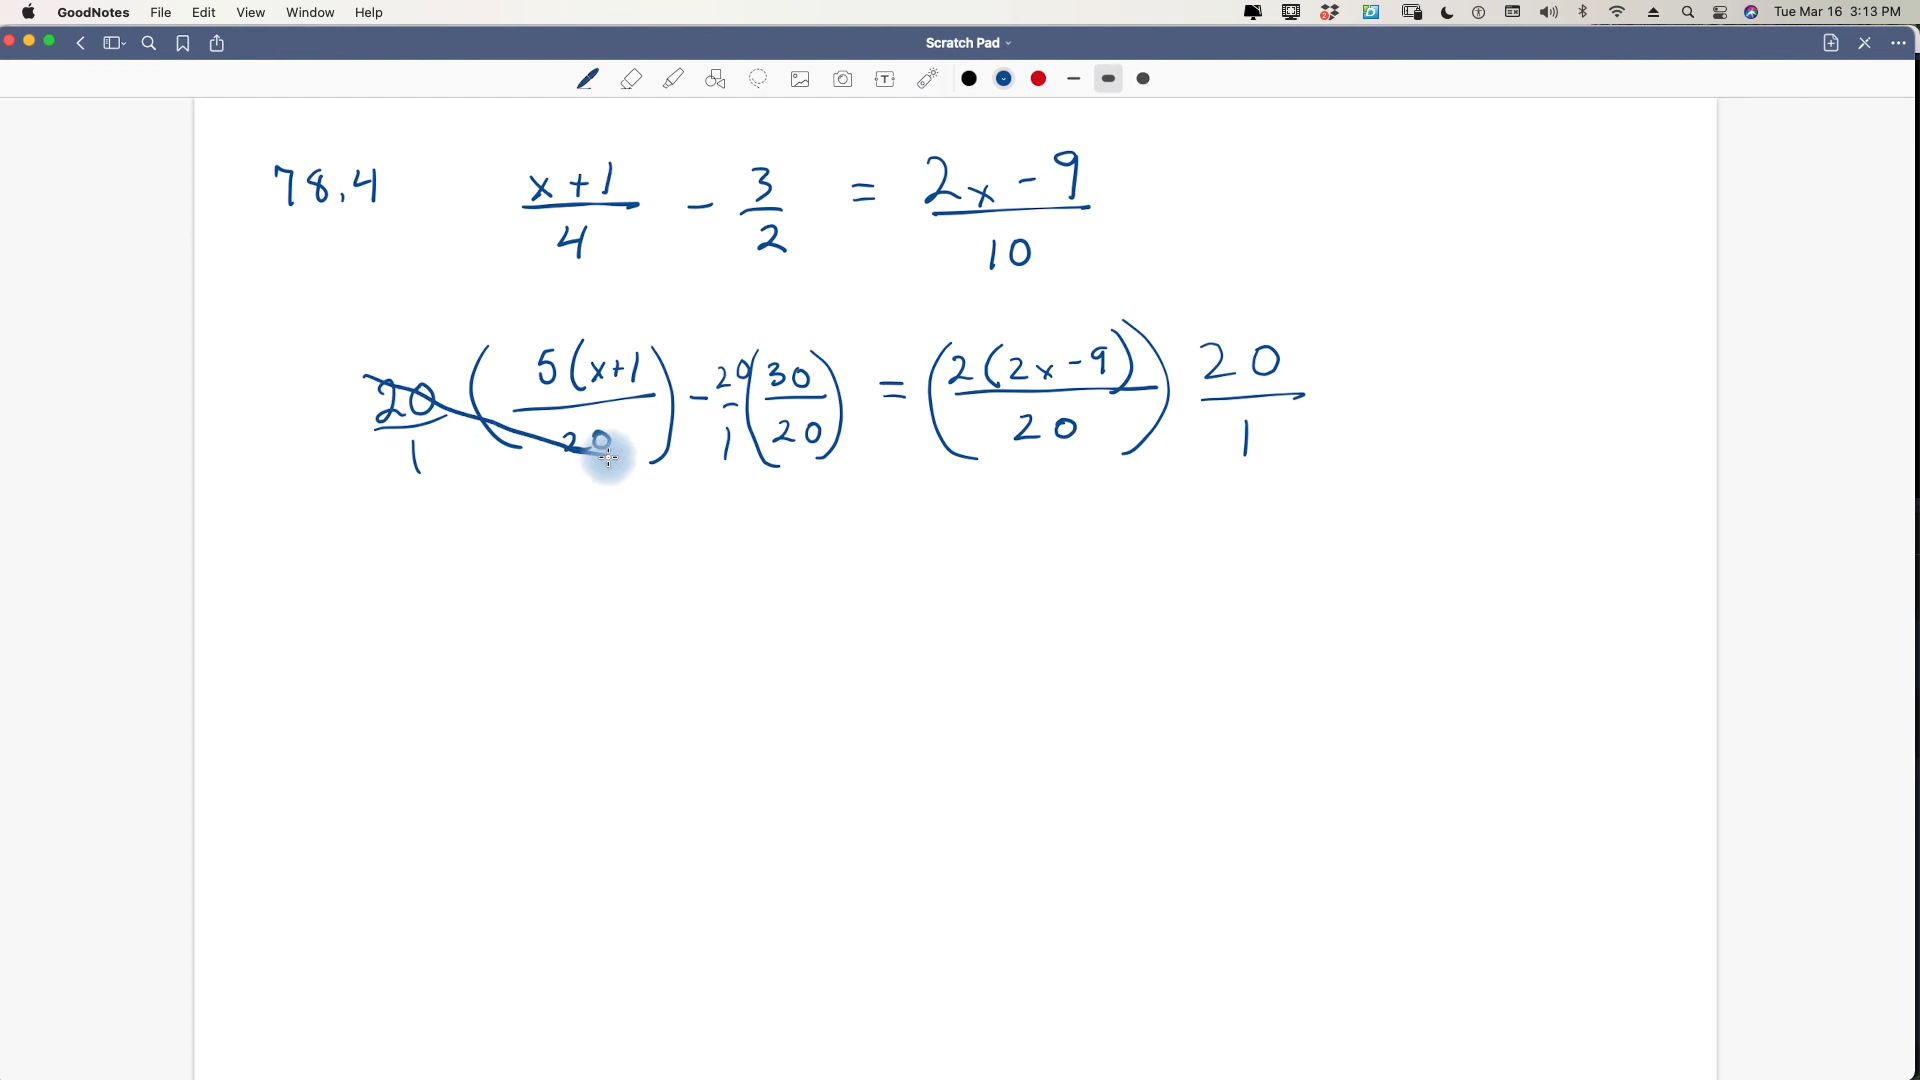 GoodNotes File Edit View Window Help Tue Mar 16 3:13 PM
Scratch Pad
T
78.4 x+1/4 - 3/2 = 2x-9/10
20/1 (5(x+1/20) - 20/1 (30/20) = (2(2x-9)/20) 20/1